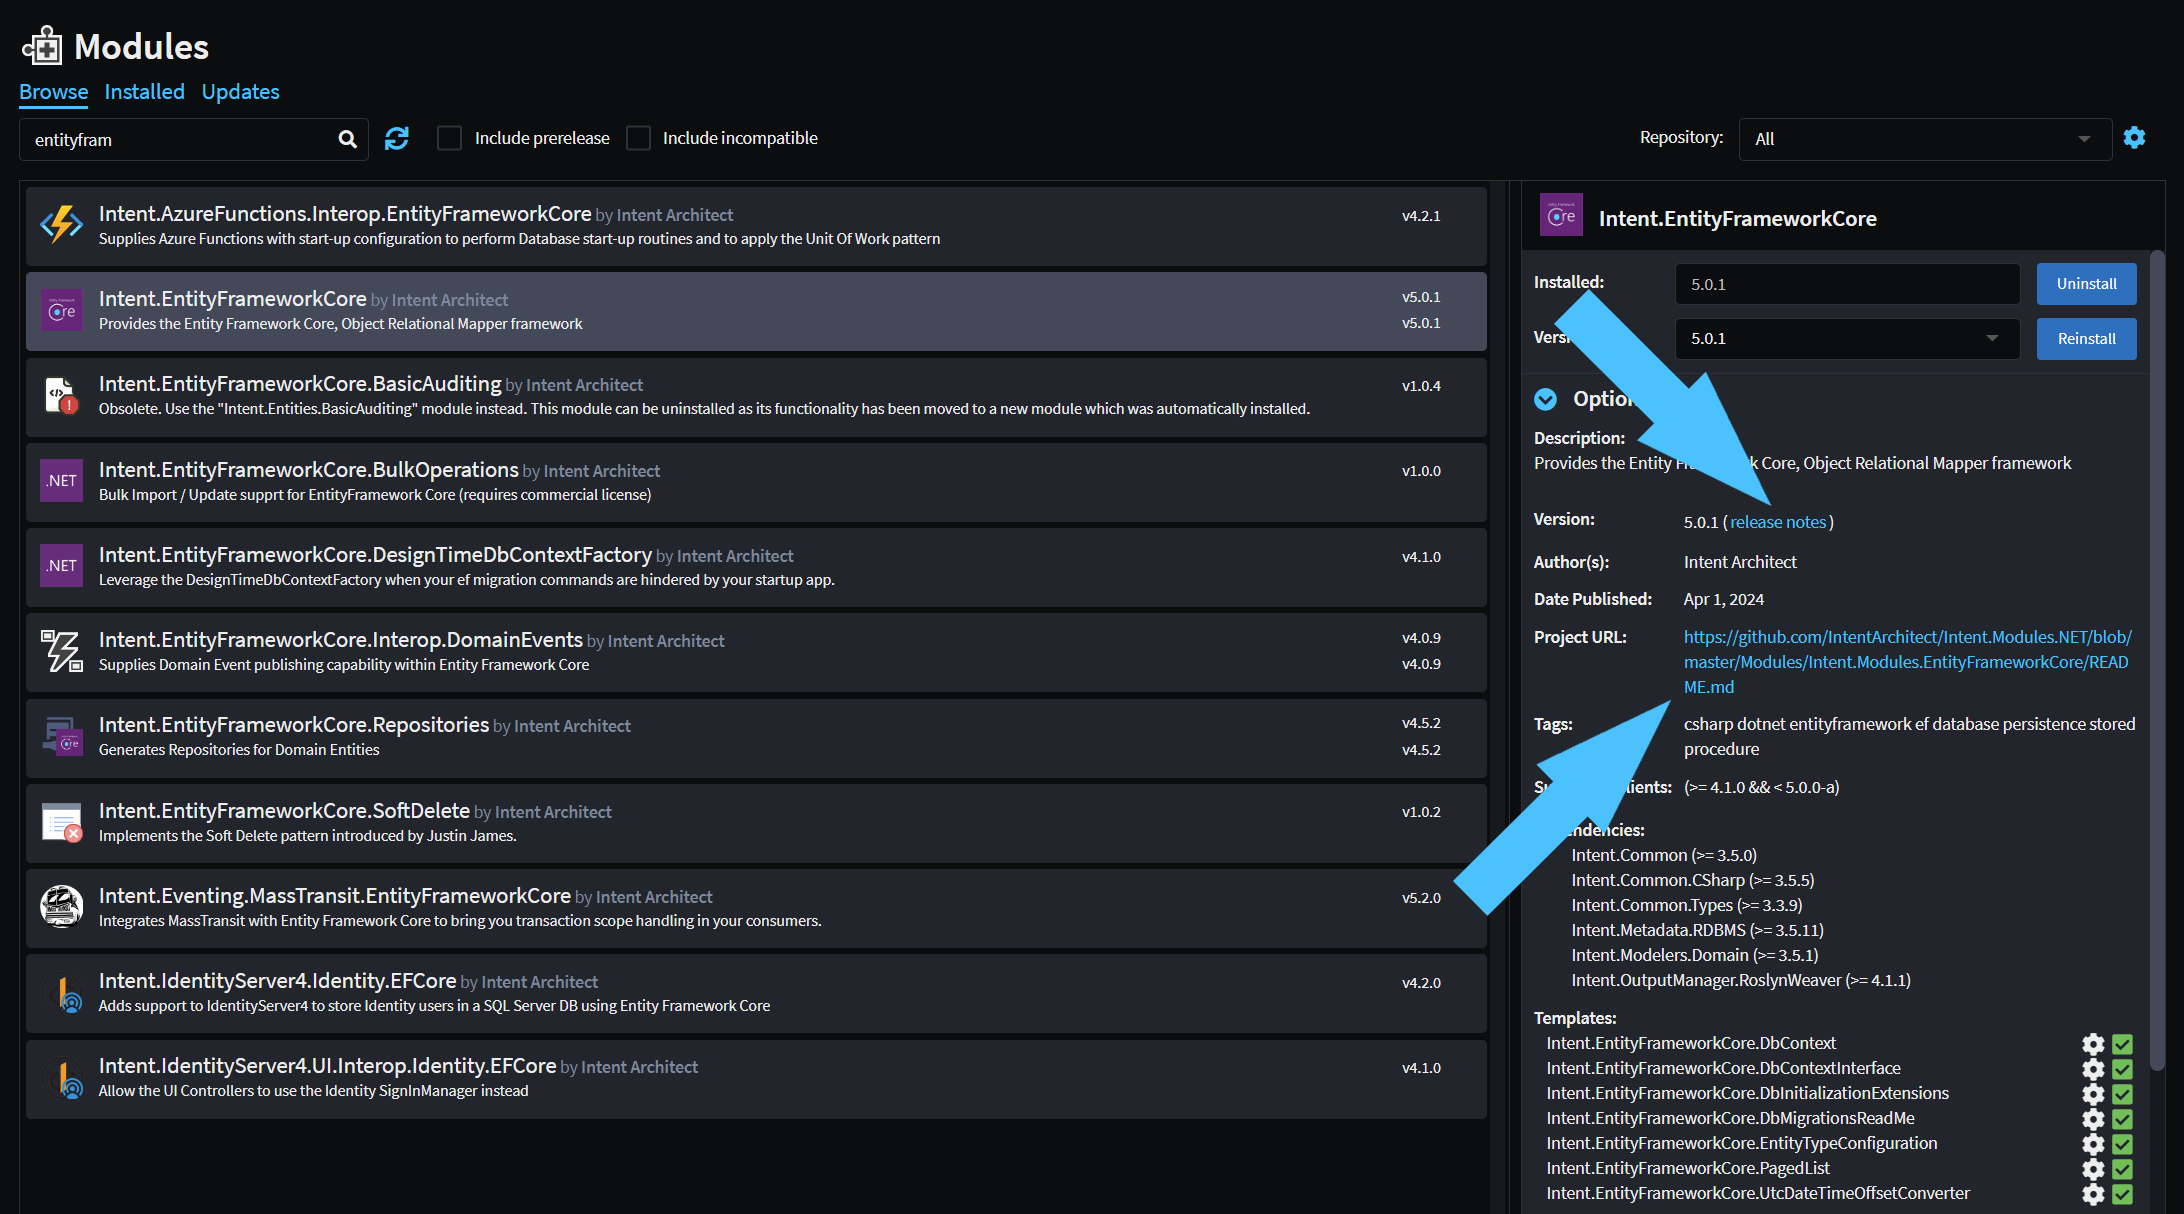 Modules
Browse Installed Updates
entityfram
Include prerelease Include incompatible
Repository: All
Intent.AzureFunctions.Interop.EntityFrameworkCore by Intent Architect v4.2.1
Supplies Azure Functions with start-up configuration to perform Database start-up routines and to apply the Unit Of Work pattern
Intent.EntityFrameworkCore by Intent Architect v5.0.1
Provides the Entity Framework Core, Object Relational Mapper framework v5.0.1
Intent.EntityFrameworkCore.BasicAuditing by Intent Architect v1.0.4
Obsolete. Use the "Intent.Entities.BasicAuditing" module instead. This module can be uninstalled as its functionality has been moved to a new module which was automatically installed.
.NET
Intent.EntityFrameworkCore.BulkOperations by Intent Architect v1.0.0
Bulk Import / Update supprt for EntityFramework Core (requires commercial license)
.NET
Intent.EntityFrameworkCore.DesignTimeDbContextFactory by Intent Architect v4.1.0
Leverage the DesignTimeDbContextFactory when your ef migration commands are hindered by your startup app.
Intent.EntityFrameworkCore.Interop.DomainEvents by Intent Architect v4.0.9
Supplies Domain Event publishing capability within Entity Framework Core v4.0.9
Intent.EntityFrameworkCore.Repositories by Intent Architect v4.5.2
Generates Repositories for Domain Entities v4.5.2
Intent.EntityFrameworkCore.SoftDelete by Intent Architect v1.0.2
Implements the Soft Delete pattern introduced by Justin James.
Intent.Eventing.MassTransit.EntityFrameworkCore by Intent Architect v5.2.0
Integrates MassTransit with Entity Framework Core to bring you transaction scope handling in your consumers.
Intent.IdentityServer4.Identity.EFCore by Intent Architect v4.2.0
Adds support to IdentityServer4 to store Identity users in a SQL Server DB using Entity Framework Core
Intent.IdentityServer4.UI.Interop.Identity.EFCore by Intent Architect v4.1.0
Allow the UI Controllers to use the Identity SignInManager instead
Core
Intent.EntityFrameworkCore
Installed: 5.0.1 Uninstall
5.0.1 Reinstall
Description:
Provides the Entity Core, Object Relational Mapper framework
Version: 5.0.1 ( release notes )
Author(s): Intent Architect
Date Published: Apr 1, 2024
Project URL: https://github.com/IntentArchitect/Intent.Modules.NET/blob/
master/Modules/Intent.Modules.EntityFrameworkCore/READ
ME.md
Tags: csharp dotnet entityframework ef database persistence stored
procedure
(>= 4.1.0 && < 5.0.0-a)
Intent.Common (>= 3.5.0)
Intent.Common.CSharp (>= 3.5.5)
Intent.Common.Types (>= 3.3.9)
Intent.Metadata.RDBMS (>= 3.5.11)
Intent.Modelers.Domain (>= 3.5.1)
Intent.OutputManager.RoslynWeaver (>= 4.1.1)
Templates:
Intent.EntityFrameworkCore.DbContext
Intent.EntityFrameworkCore.DbContextInterface
Intent.EntityFrameworkCore.DbInitializationExtensions
Intent.EntityFrameworkCore.DbMigrationsReadMe
Intent.EntityFrameworkCore.EntityTypeConfiguration
Intent.EntityFrameworkCore.PagedList
Intent.EntityFrameworkCore.UtcDateTimeOffsetConverter